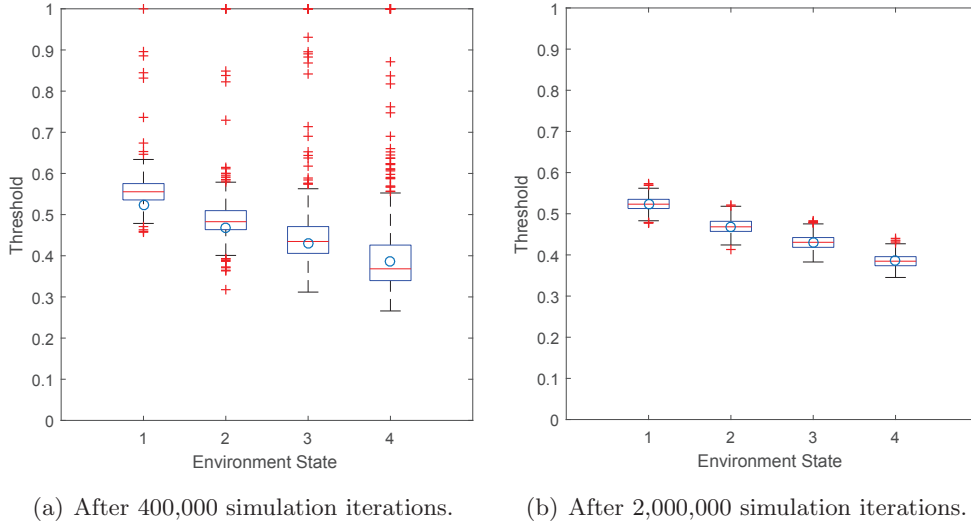 1
0.9
0.8
0.7
0.6
0.5
0.4
0.3
0.2
0.1
0
Threshold
1 2 3 4
Environment State
(a) After 400,000 simulation iterations.
1
0.9
0.8
0.7
0.6
0.5
0.4
0.3
0.2
0.1
0
Threshold
1 2 3 4
Environment State
(b) After 2,000,000 simulation iterations.